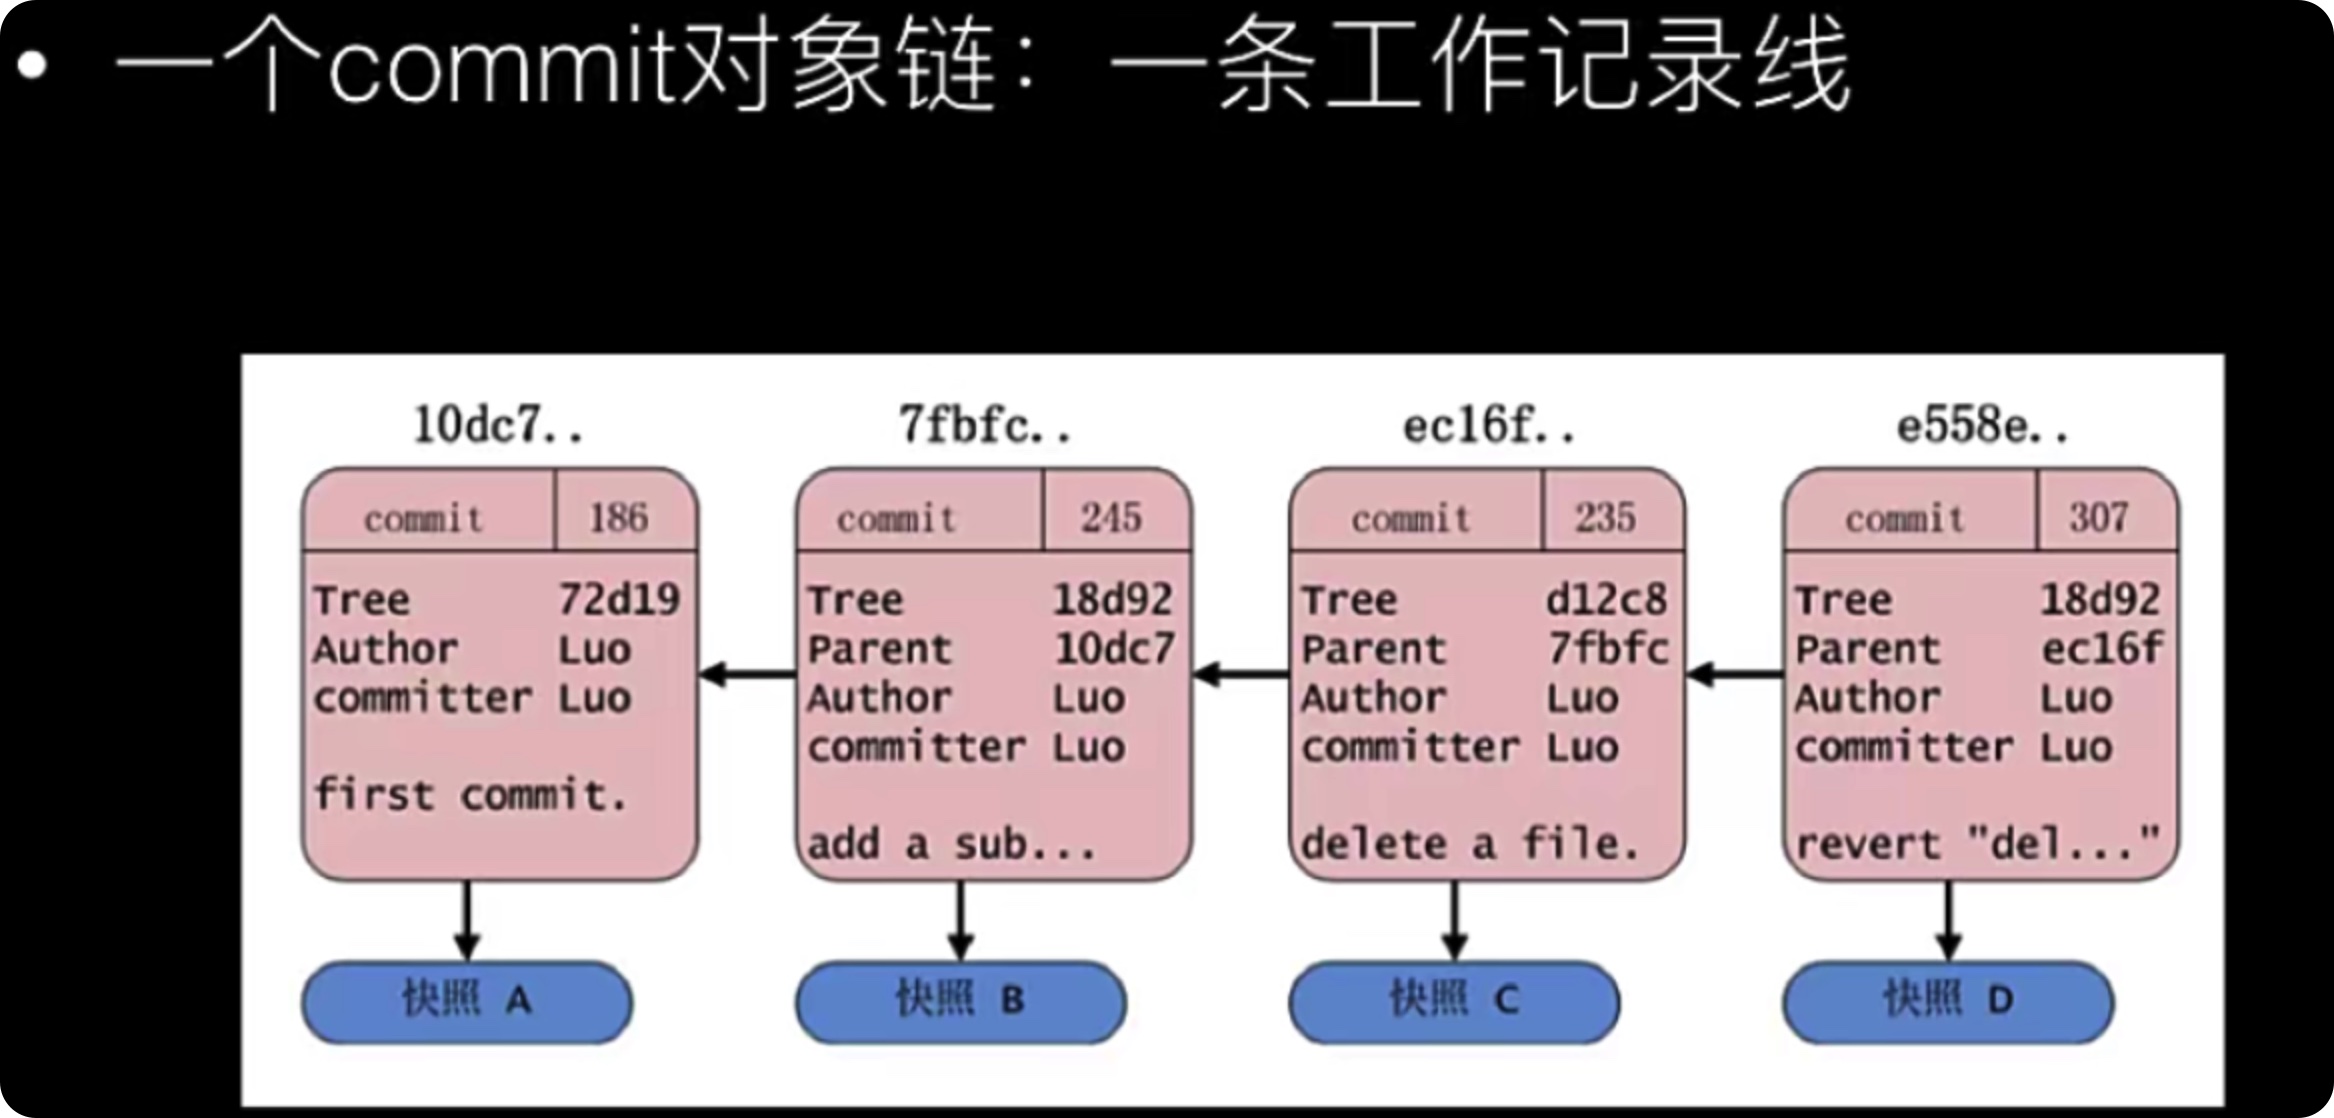 • 一个commit对象链：一条工作记录线
10dc7..
commit 186
Tree 72d19
Author Luo
committer Luo
first commit.
快照 A
7fbfc..
commit 245
Tree 18d92
Parent 10dc7
Author Luo
committer Luo
add a sub...
快照 B
ec16f..
commit 235
Tree d12c8
Parent 7fbfc
Author Luo
committer Luo
delete a file.
快照 C
e558e..
commit 307
Tree 18d92
Parent ec16f
Author Luo
committer Luo
revert "del..."
快照 D